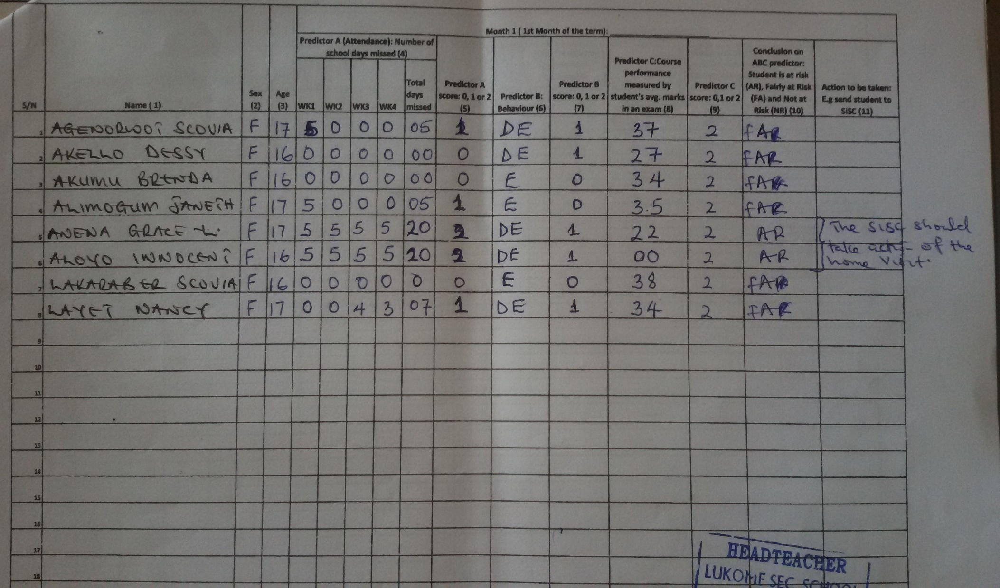 Month 1 ( 1st Month of the term):
Predictor A (Attendance): Number of school days missed (4)
S/N Name ( 1) Sex (2) Age (3) WK1 WK2 WK3 WK4 Total days missed Predictor A score: 0, 1 or 2 (5) Predictor B: Behaviour (6) Predictor B score: 0, 1 or 2 (7) Predictor C:Course performance measured by student's avg. marks in an exam (8) Predictor C score: 0,1 or 2 (9) Conclusion on ABC predictor: Student is at risk (AR), Fairly at Risk (FA) and Not at Risk (NR) (10) Action to be taken: E.g send student to SISC (11)
1 SCOVIA F 17 5 0 0 0 05 1 DE 1 37 2 fAR
2 AKELLO DESSY F 16 0 0 0 0 00 0 DE 1 27 2 fAR
3 AKUMU BRENDA F 16 0 0 0 0 00 0 E 0 34 2 fAR
4 ALIMOGUM JANETH F 17 5 0 0 0 05 1 E 0 3.5 2 fAR
5 ANENA GRACE F 17 5 5 5 5 20 2 DE 1 22 2 AR The SISC should
6 ALOYO INNOCENT F 16 5 5 5 5 20 2 DE 1 00 2 AR take of the
home Visit.
7 LAKARABER SCOVIA F 16 0 0 0 0 0 0 E 0 38 2 fAR
8 LAYET NANCY F 17 0 0 4 3 07 1 DE 1 34 2 FAR
9
10
11
12
13
14
15
16
17
18
HEADTEACHER
SEC. SCHOOL